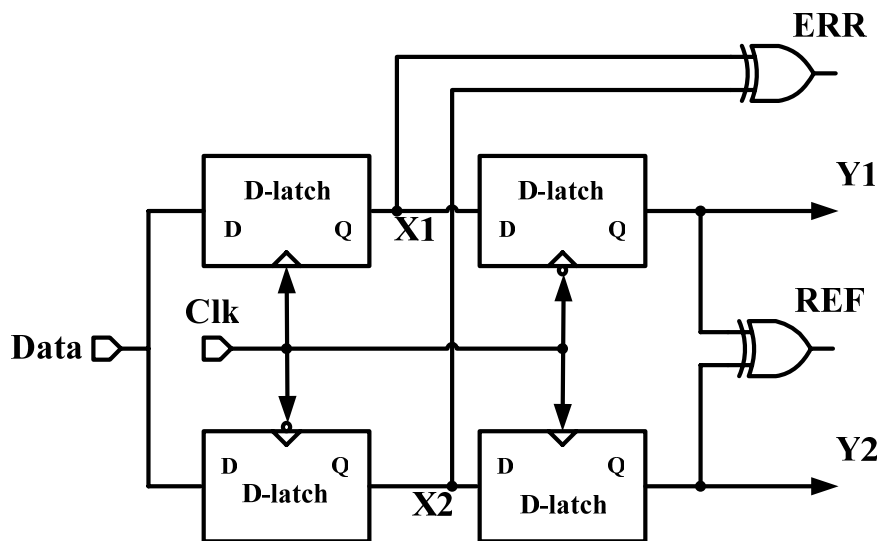 ERR
D-latch
D Q
X1
D-latch
D Q
Y1
Clk
Data
REF
D Q
D-latch
X2
D Q
D-latch
Y2